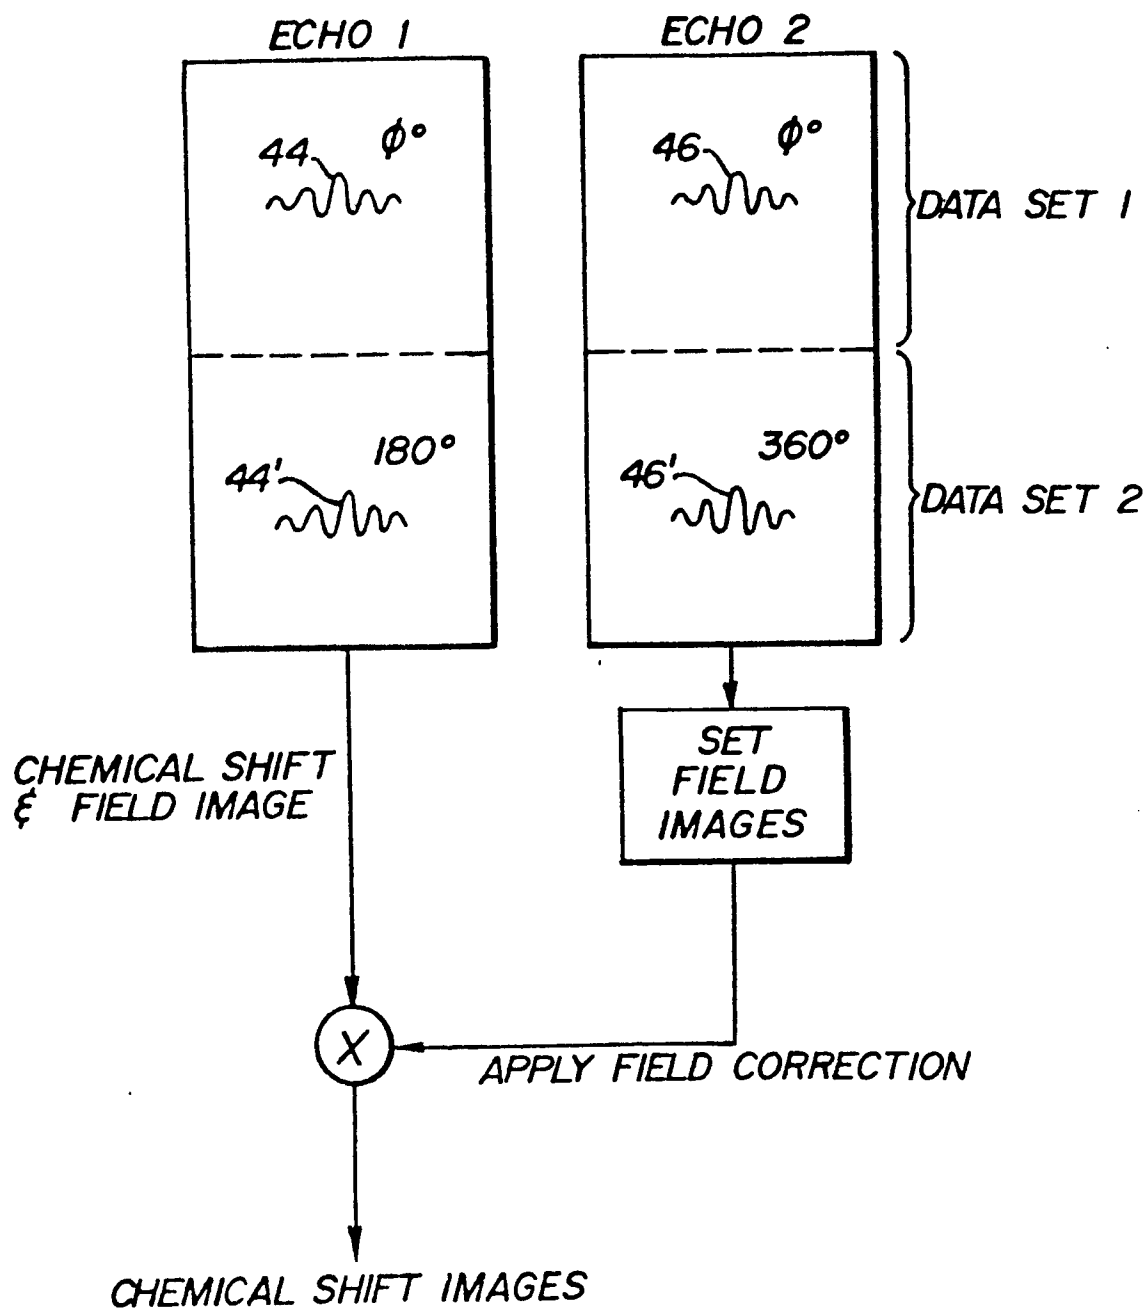 ECHO 1
ECHO 2
44
ϕ°
46
ϕ°
DATA SET 1
44'
180°
46'
360°
DATA SET 2
SET
FIELD
IMAGES
CHEMICAL SHIFT
& FIELD IMAGE
X
APPLY FIELD CORRECTION
CHEMICAL SHIFT IMAGES